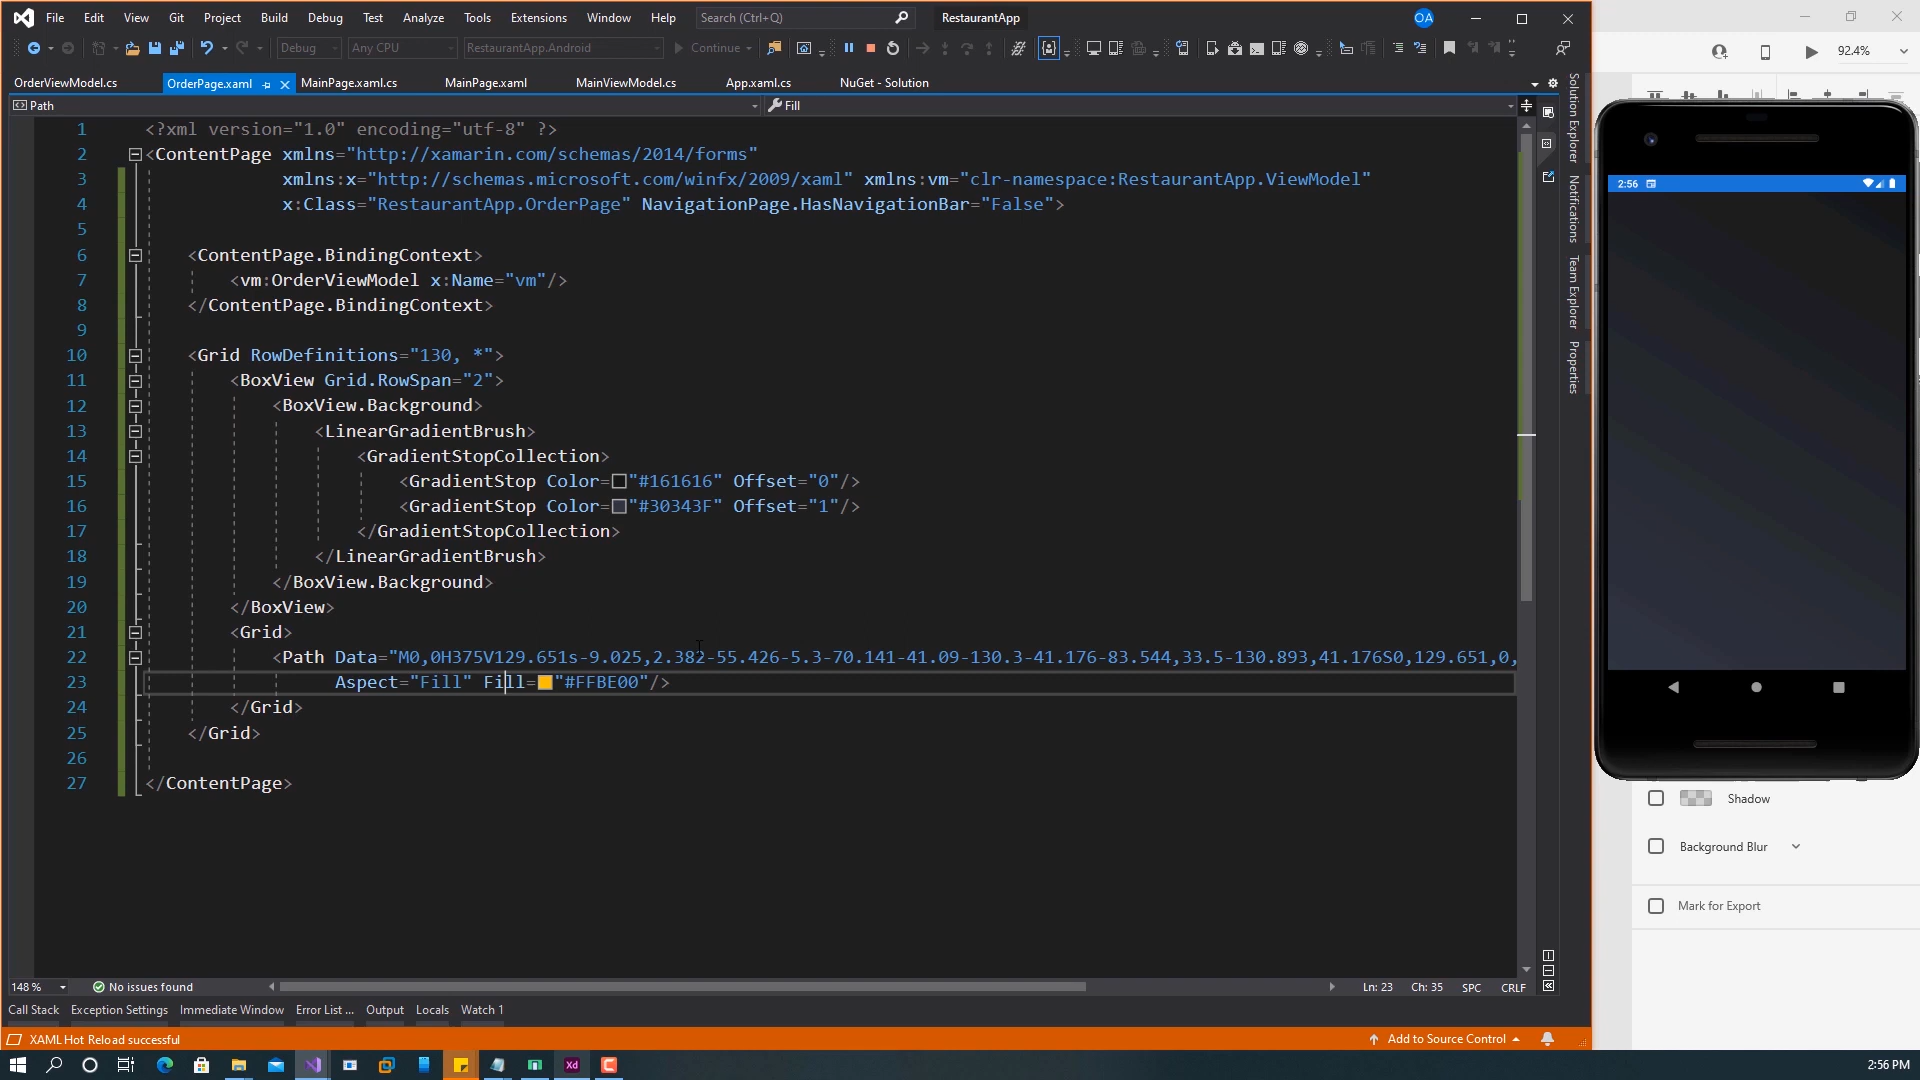 File Edit View Git Project Build Debug Test Analyze Tools Extensions Window Help Search (Ctrl+Q) RestaurantApp OA
Debug Any CPU RestaurantApp.Android Continue 92.4%
OrderViewModel.cs OrderPage.xaml MainPage.xaml.cs MainPage.xaml MainViewModel.cs App.xaml.cs NuGet - Solution
Path Fill
1 <?xml version="1.0" encoding="utf-8" ?>
2 <ContentPage xmlns="http://xamarin.com/schemas/2014/forms"
3 xmlns:x="http://schemas.microsoft.com/winfx/2009/xaml" xmlns:vm="clr-namespace:RestaurantApp.ViewModel"
4 x:Class="RestaurantApp.OrderPage" NavigationPage.HasNavigationBar="False">
5
6 <ContentPage.BindingContext>
7 <vm:OrderViewModel x:Name="vm"/>
8 </ContentPage.BindingContext>
9
10 <Grid RowDefinitions="130, *">
11 <BoxView Grid.RowSpan="2">
12 <BoxView.Background>
13 <LinearGradientBrush>
14 <GradientStopCollection>
15 <GradientStop Color="#161616" Offset="0"/>
16 <GradientStop Color="#30343F" Offset="1"/>
17 </GradientStopCollection>
18 </LinearGradientBrush>
19 </BoxView.Background>
20 </BoxView>
21 <Grid>
22 <Path Data="M0,0H375V129.651s-9.025,2.382-55.426-5.3-70.141-41.09-130.3-41.176-83.544,33.5-130.893,41.176S0,129.651,0,
23 Aspect="Fill" Fill="#FFBE00"/>
24 </Grid>
25 </Grid>
26
27 </ContentPage>
Solution Explorer
Notifications
Team Explorer
Properties
2:56
Shadow
Background Blur
Mark for Export
148 % No issues found Ln: 23 Ch: 35 SPC CRLF
Call Stack Exception Settings Immediate Window Error List ... Output Locals Watch 1
XAML Hot Reload successful Add to Source Control
Xd 2:56 PM